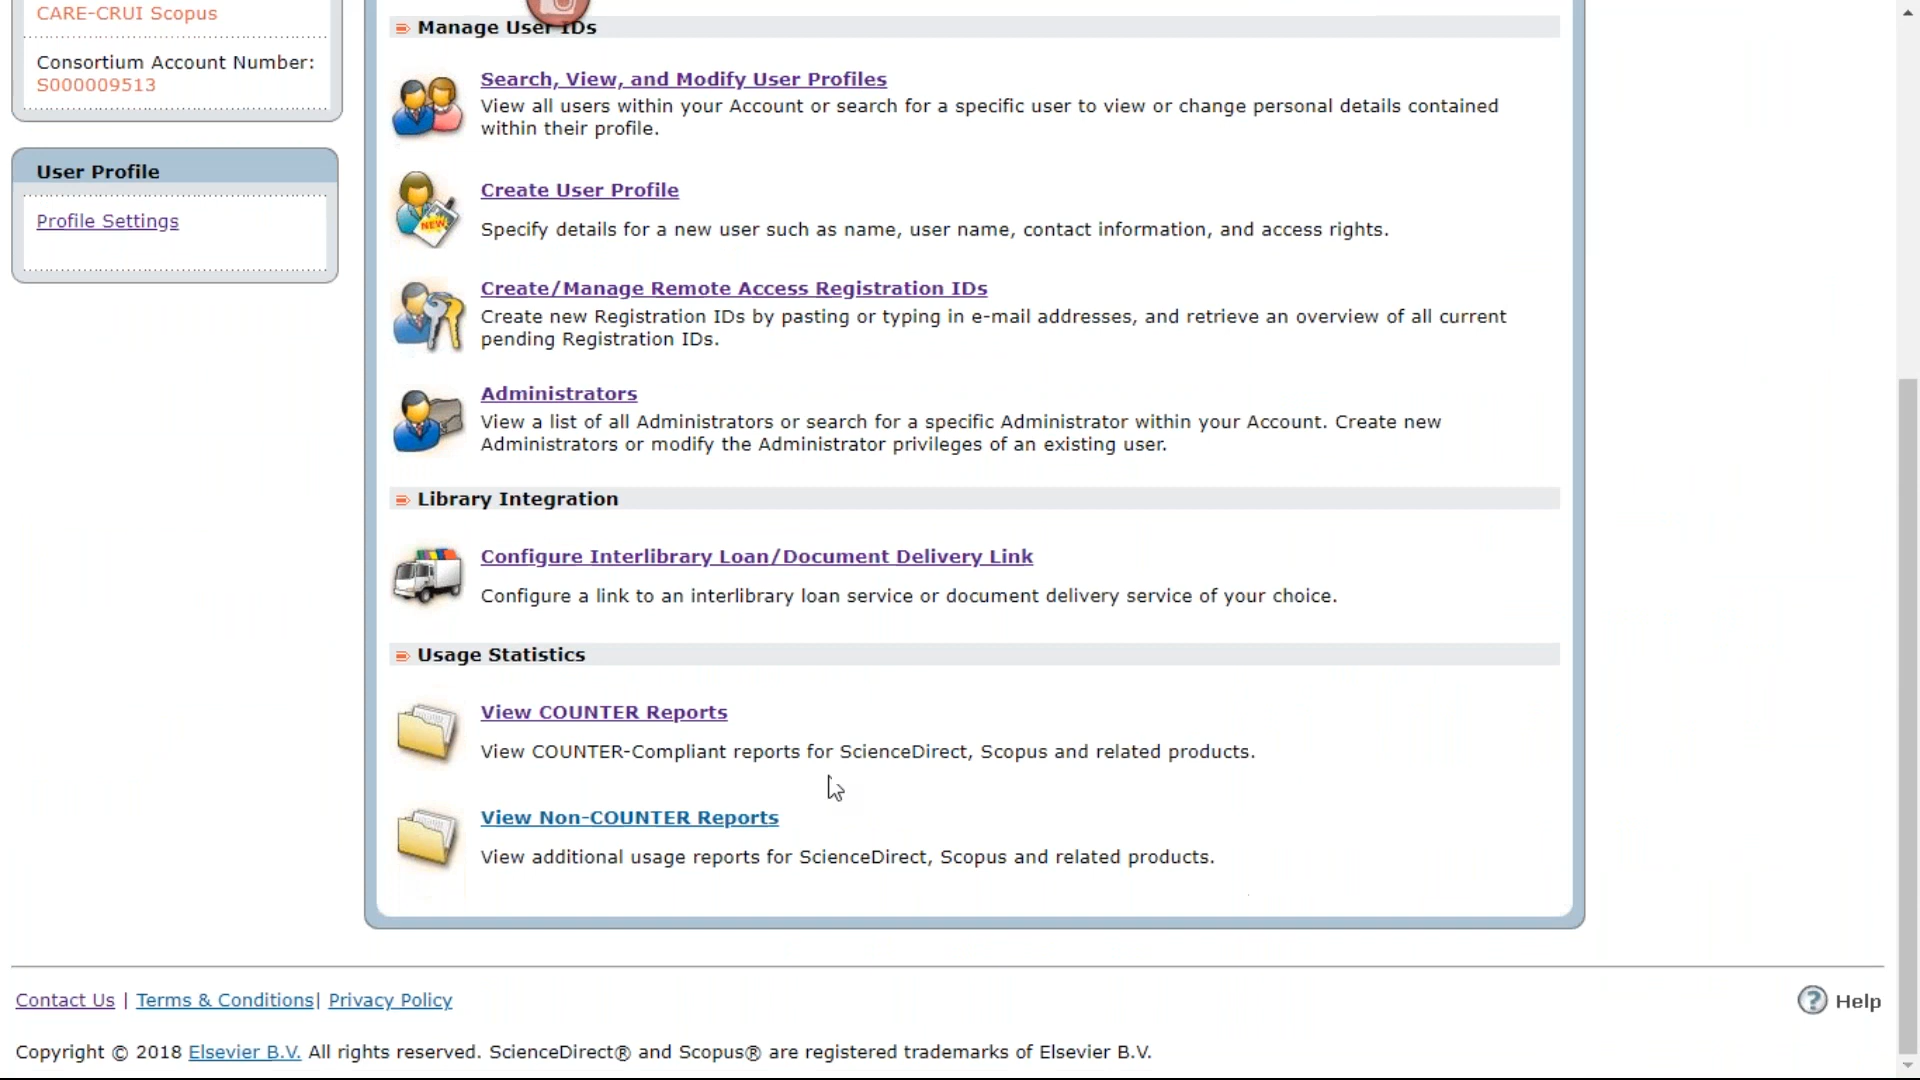 CARE-CRUI Scopus
Consortium Account Number:
S000009513
User Profile
Profile Settings
Manage User IDs
Search, View, and Modify User Profiles
View all users within your Account or search for a specific user to view or change personal details contained
within their profile.
NEW
Create User Profile
Specify details for a new user such as name, user name, contact information, and access rights.
Create/Manage Remote Access Registration IDs
Create new Registration IDs by pasting or typing in e-mail addresses, and retrieve an overview of all current
pending Registration IDs.
Administrators
View a list of all Administrators or search for a specific Administrator within your Account. Create new
Administrators or modify the Administrator privileges of an existing user.
Library Integration
Configure Interlibrary Loan/Document Delivery Link
Configure a link to an interlibrary loan service or document delivery service of your choice.
Usage Statistics
View COUNTER Reports
View COUNTER-Compliant reports for ScienceDirect, Scopus and related products.
View Non-COUNTER Reports
View additional usage reports for ScienceDirect, Scopus and related products.
Contact Us | Terms & Conditions| Privacy Policy
? Help
Copyright © 2018 Elsevier B.V. All rights reserved. ScienceDirect® and Scopus® are registered trademarks of Elsevier B.V.